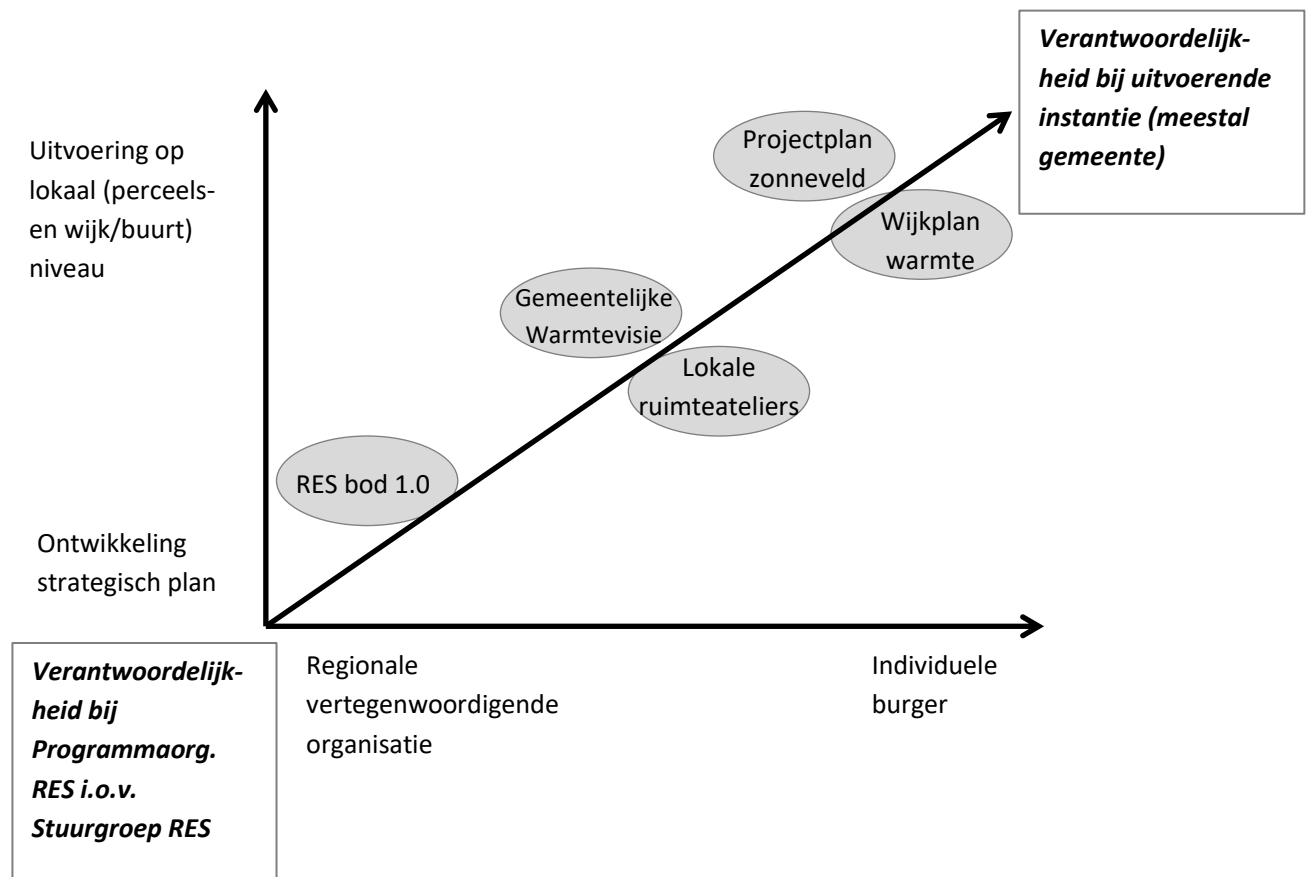 Verantwoordelijk-
heid bij uitvoerende
instantie (meestal
gemeente)
Uitvoering op
lokaal (perceels-
en wijk/buurt)
niveau
Projectplan
zonneveld
Wijkplan
warmte
Gemeentelijke
Warmtevisie
Lokale
ruimteateliers
RES bod 1.0
Ontwikkeling
strategisch plan
Verantwoordelijk-
heid bij
Programmaorg.
RES i.o.v.
Stuurgroep RES
Regionale
vertegenwoordigende
organisatie
Individuele
burger